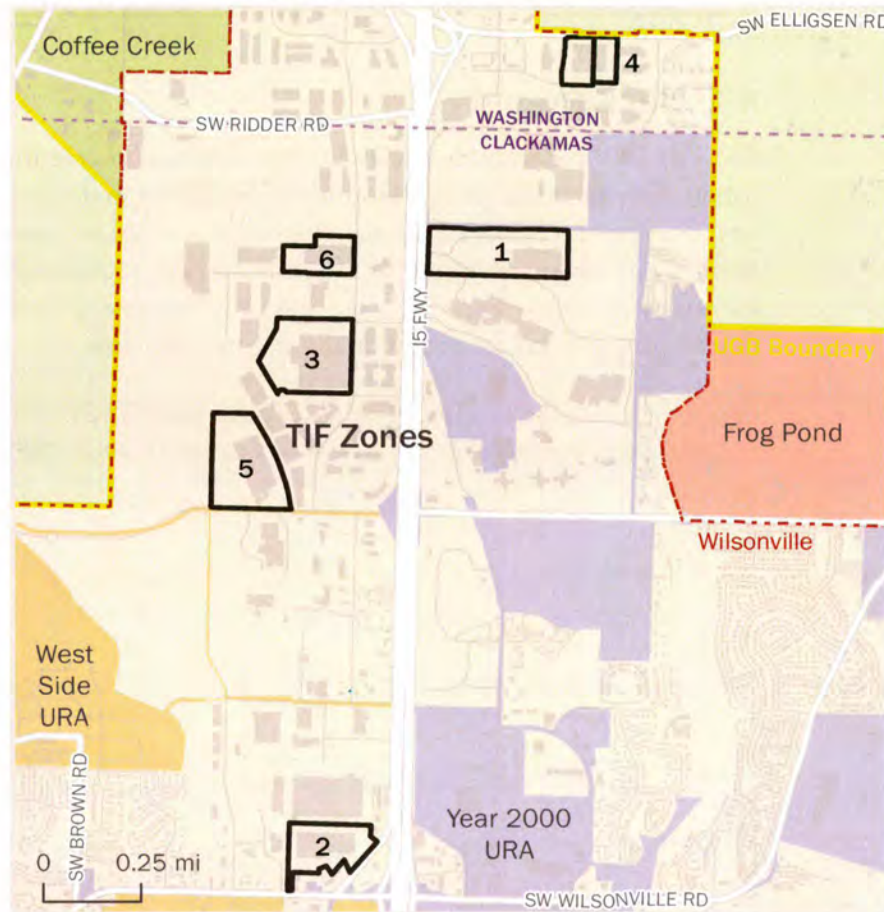 SW ELLIGSEN RD
Coffee Creek
4
SW RIDDER RD
WASHINGTON
CLACKAMAS
6
1
I5 FWY
3
UGB Boundary
TIF Zones
Frog Pond
5
Wilsonville
West
Side
URA
SW BROWN RD
Year 2000
URA
2
0 0.25 mi
SW WILSONVILLE RD